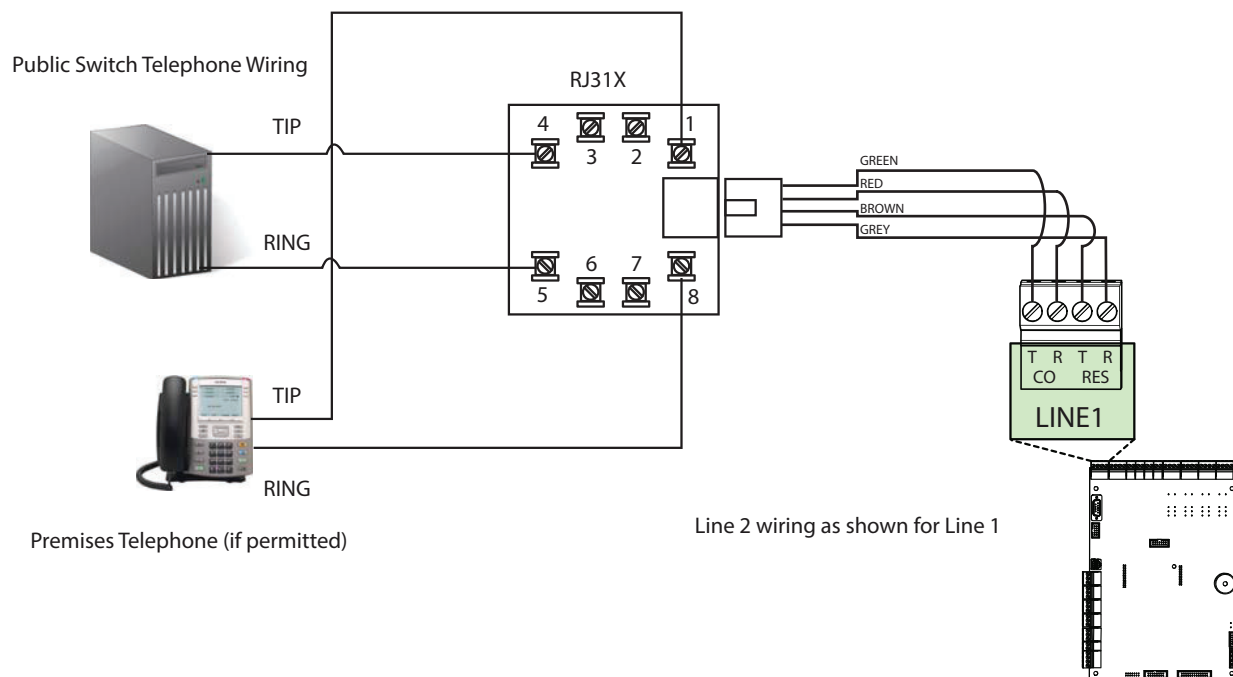 Public Switch Telephone Wiring
RJ31X
TIP
4
3
2
1
GREEN
RED
BROWN
GREY
RING
5
6
7
8
T R T R
CO RES
LINE1
TIP
RING
Line 2 wiring as shown for Line 1
Premises Telephone (if permitted)